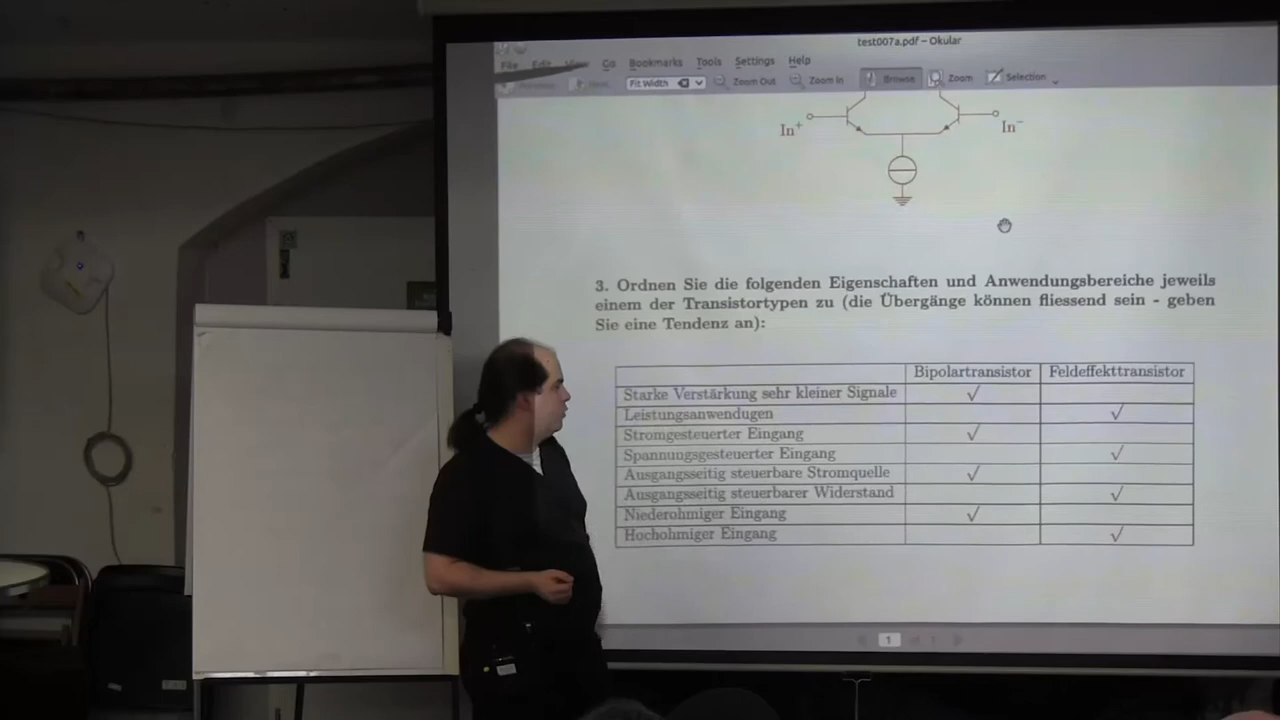 test007a.pdf – Okular
File Edit View Go Bookmarks Tools Settings Help
Fit Width Zoom Out Zoom In Browse Zoom Selection
In+ In−
3. Ordnen Sie die folgenden Eigenschaften und Anwendungsbereiche jeweils
einem der Transistortypen zu (die Übergänge können fliessend sein - geben
Sie eine Tendenz an):
Bipolartransistor Feldeffekttransistor
Starke Verstärkung sehr kleiner Signale ✓
Leistungsanwendugen ✓
Stromgesteuerter Eingang ✓
Spannungsgesteuerter Eingang ✓
Ausgangsseitig steuerbare Stromquelle ✓
Ausgangsseitig steuerbarer Widerstand ✓
Niederohmiger Eingang ✓
Hochohmiger Eingang ✓
1